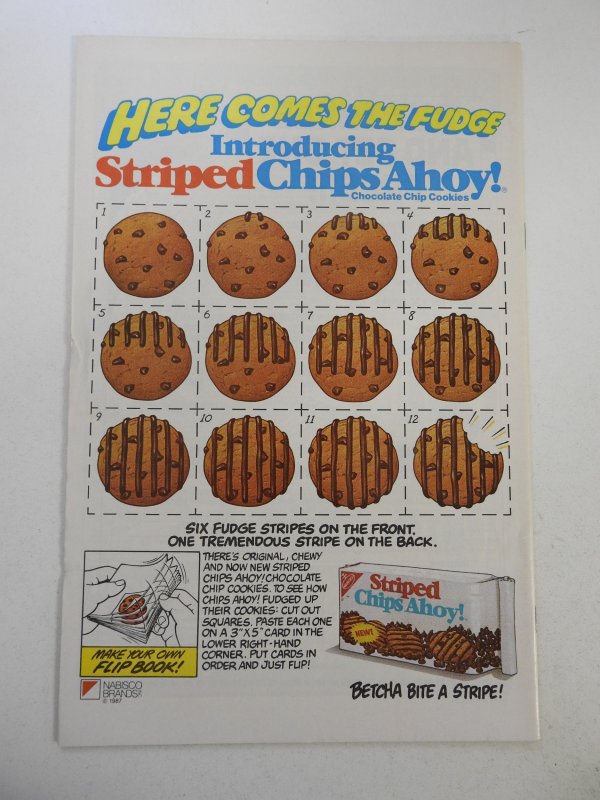 HERE COMES THE FUDGE
Introducing
Striped Chips Ahoy!®
Chocolate Chip Cookies
1 2 3 4
5 6 7 8
9 10 11 12
SIX FUDGE STRIPES ON THE FRONT.
ONE TREMENDOUS STRIPE ON THE BACK.
THERE'S ORIGINAL, CHEWY
AND NOW NEW STRIPED
CHIPS AHOY! CHOCOLATE
CHIP COOKIES. TO SEE HOW
CHIPS AHOY! FUDGED UP
THEIR COOKIES: CUT OUT
SQUARES. PASTE EACH ONE
ON A 3"X5" CARD IN THE
LOWER RIGHT-HAND
CORNER. PUT CARDS IN
ORDER AND JUST FLIP!
MAKE YOUR OWN
FLIP BOOK!
Striped
Chips Ahoy!
NEW!
NABISCO
BRANDS
© 1987
BETCHA BITE A STRIPE!